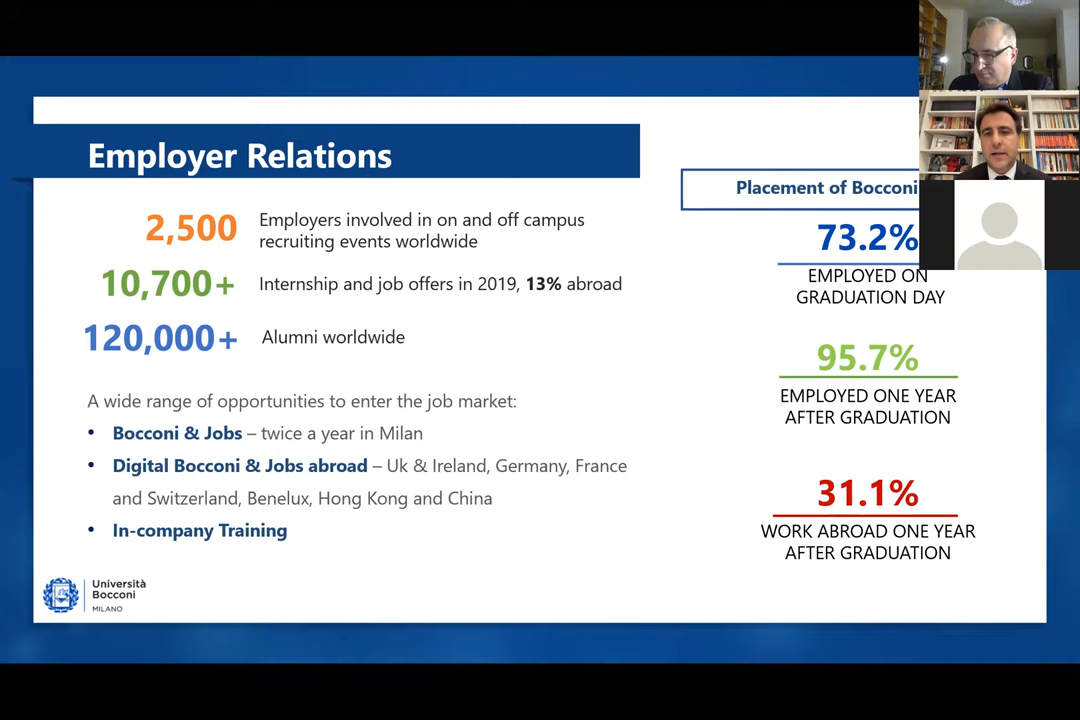 Employer Relations
2,500
Employers involved in on and off campus
recruiting events worldwide
10,700+
Internship and job offers in 2019, 13% abroad
120,000+
Alumni worldwide
A wide range of opportunities to enter the job market:
• Bocconi & Jobs – twice a year in Milan
• Digital Bocconi & Jobs abroad – Uk & Ireland, Germany, France
and Switzerland, Benelux, Hong Kong and China
• In-company Training
Università
Bocconi
MILANO
Placement of Bocconi
73.2%
EMPLOYED ON
GRADUATION DAY
95.7%
EMPLOYED ONE YEAR
AFTER GRADUATION
31.1%
WORK ABROAD ONE YEAR
AFTER GRADUATION